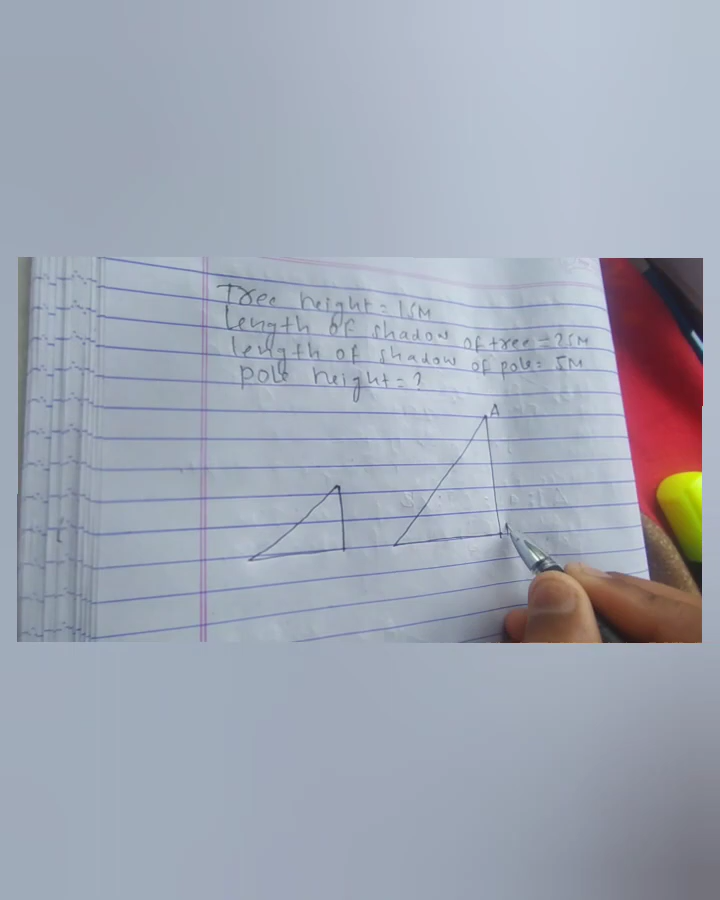 Tree height = 15M
length of shadow of tree = 25M
length of shadow of pole = 5M
pole height = ?
A